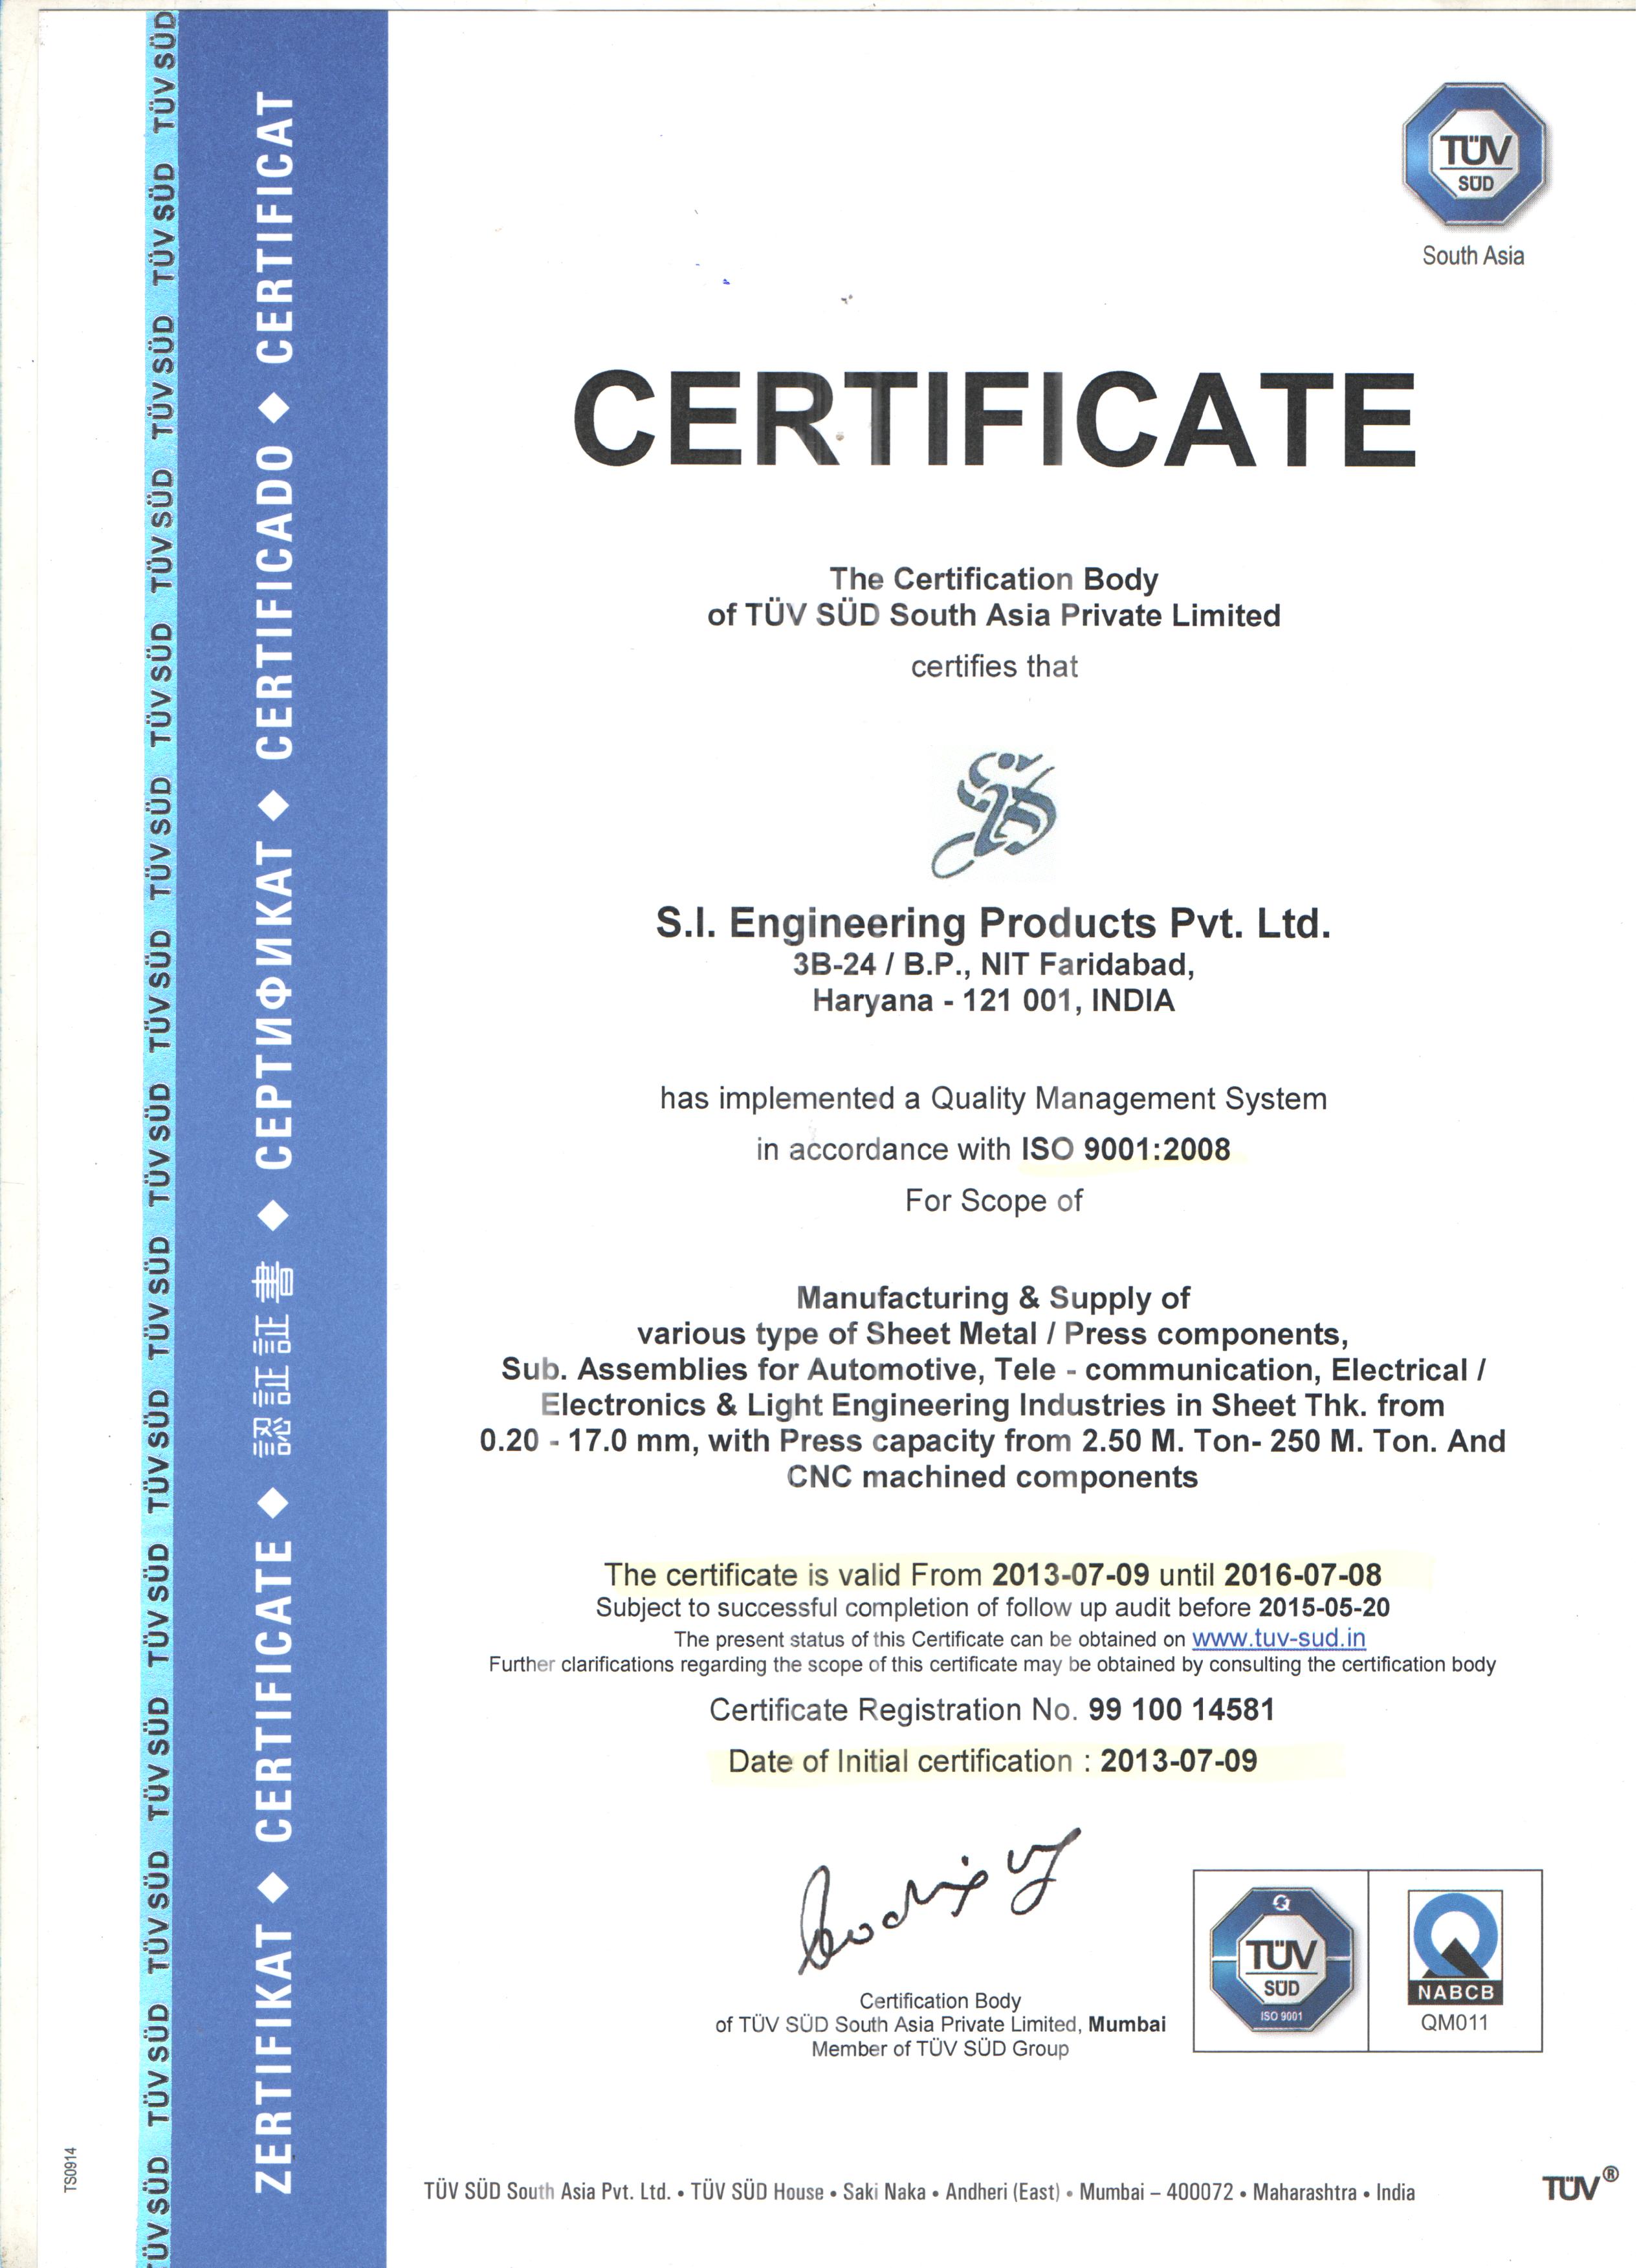 TÜV
SÜD
South Asia
CERTIFICATE
The Certification Body
of TÜV SÜD South Asia Private Limited
certifies that
S.I. Engineering Products Pvt. Ltd.
3B-24 / B.P., NIT Faridabad,
Haryana - 121 001, INDIA
has implemented a Quality Management System
in accordance with ISO 9001:2008
For Scope of
Manufacturing & Supply of
various type of Sheet Metal / Press components,
Sub. Assemblies for Automotive, Tele - communication, Electrical /
Electronics & Light Engineering Industries in Sheet Thk. from
0.20 - 17.0 mm, with Press capacity from 2.50 M. Ton- 250 M. Ton. And
CNC machined components
The certificate is valid From 2013-07-09 until 2016-07-08
Subject to successful completion of follow up audit before 2015-05-20
The present status of this Certificate can be obtained on www.tuv-sud.in
Further clarifications regarding the scope of this certificate may be obtained by consulting the certification body
Certificate Registration No. 99 100 14581
Date of Initial certification : 2013-07-09
Certification Body
of TÜV SÜD South Asia Private Limited, Mumbai
Member of TÜV SÜD Group
TÜV
SÜD
ISO 9001
NABCB
QM011
TÜV SÜD South Asia Pvt. Ltd. • TÜV SÜD House • Saki Naka • Andheri (East) • Mumbai – 400072 • Maharashtra • India
TÜV®
ZERTIFIKAT ◆ CERTIFICATE ◆ 認証証書 ◆ СЕРТИФИКАТ ◆ CERTIFICADO ◆ CERTIFICAT
TÜV SÜD TÜV SÜD TÜV SÜD TÜV SÜD TÜV SÜD TÜV SÜD TÜV SÜD TÜV SÜD TÜV SÜD TÜV SÜD TÜV SÜD TÜV SÜD TÜV SÜD TÜV SÜD TÜV SÜD
TS0914